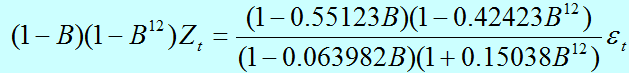 (1 − B)(1 − B^{12})Z_t = \frac{(1 − 0.55123B)(1 − 0.42423B^{12})}{(1 − 0.063982B)(1 + 0.15038B^{12})} ε_t